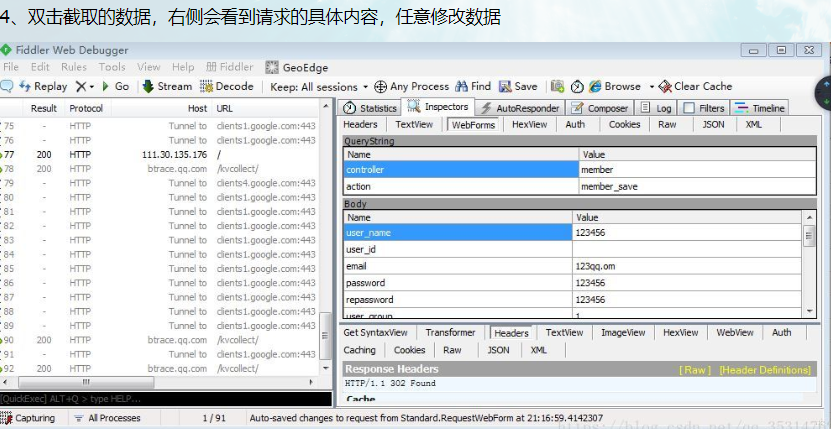 4、双击截取的数据，右侧会看到请求的具体内容，任意修改数据
Fiddler Web Debugger
File Edit Rules Tools View Help Fiddler GeoEdge
Replay X Go Stream Decode Keep: All sessions Any Process Find Save Browse Clear Cache
Result Protocol Host URL
75 - HTTP Tunnel to clients1.google.com:443
76 - HTTP Tunnel to clients1.google.com:443
77 200 HTTP 111.30.135.176 /
78 200 HTTP btrace.qq.com /kvcollect/
79 - HTTP Tunnel to clients4.google.com:443
80 - HTTP Tunnel to clients1.google.com:443
81 - HTTP Tunnel to clients1.google.com:443
82 - HTTP Tunnel to clients1.google.com:443
83 - HTTP Tunnel to clients1.google.com:443
84 - HTTP Tunnel to clients1.google.com:443
85 - HTTP Tunnel to clients1.google.com:443
86 - HTTP Tunnel to clients1.google.com:443
87 - HTTP Tunnel to clients1.google.com:443
88 - HTTP Tunnel to clients1.google.com:443
89 - HTTP Tunnel to clients1.google.com:443
90 200 HTTP btrace.qq.com /kvcollect/
91 - HTTP Tunnel to clients1.google.com:443
92 200 HTTP btrace.qq.com /kvcollect/
[QuickExec] ALT+Q > type HELP...
Statistics Inspectors AutoResponder Composer Log Filters Timeline
Headers TextView WebForms HexView Auth Cookies Raw JSON XML
QueryString
Name Value
controller member
action member_save
Body
Name Value
user_name 123456
user_id
email 123qq.om
password 123456
repassword 123456
user_group 1
Get SyntaxView Transformer Headers TextView ImageView HexView WebView Auth
Caching Cookies Raw JSON XML
Response Headers [Raw] [Header Definitions]
HTTP/1.1 302 Found
Cache
Capturing All Processes 1 / 91 Auto-saved changes to request from Standard.RequestWebForm at 21:16:59.4142307